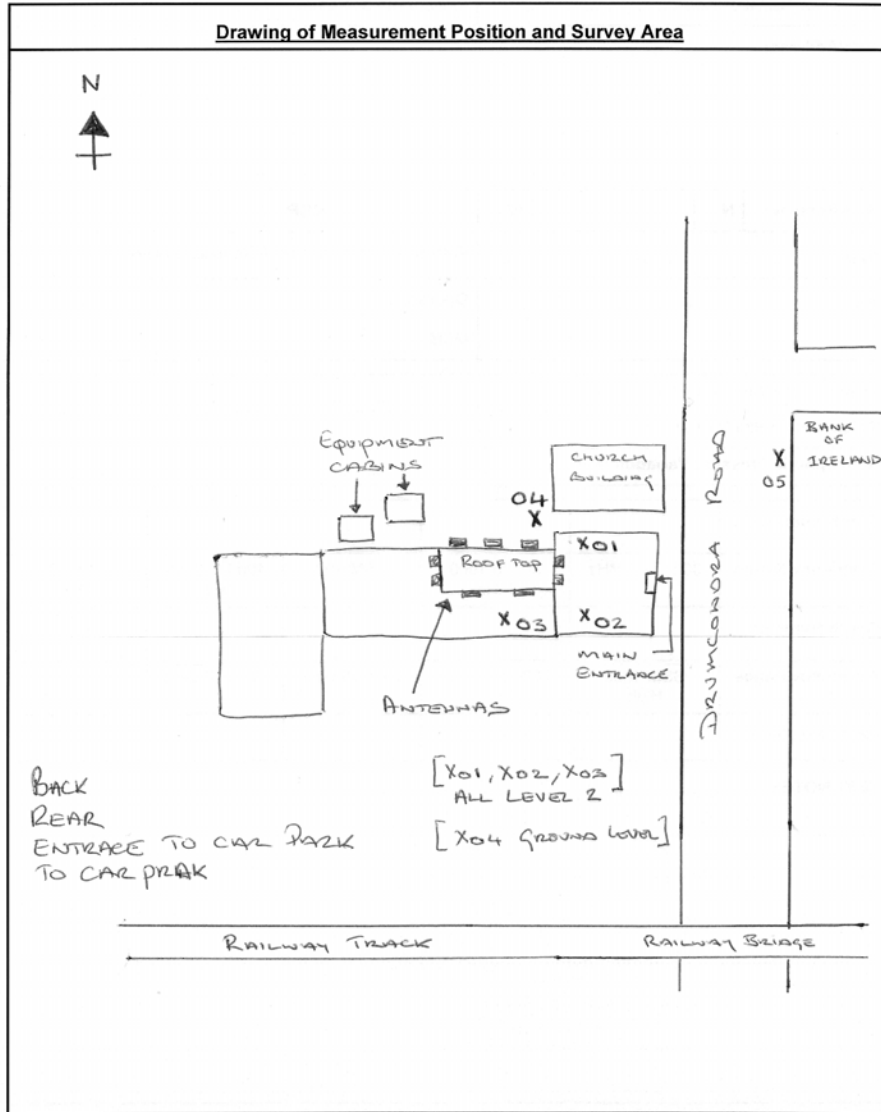 Drawing of Measurement Position and Survey Area
N
EQUIPMENT
CABINS
CHURCH
BUILDING
BANK
OF
IRELAND
X
05
04
X
X01
ROOF TOP
X03
X02
MAIN
ENTRANCE
DRUMCONDRA ROAD
ANTENNAS
[X01, X02, X03]
ALL LEVEL 2
[X04 GROUND LEVEL]
BACK
REAR
ENTRACE TO CAR PARK
TO CAR PRAK
RAILWAY TRACK
RAILWAY BRIDGE